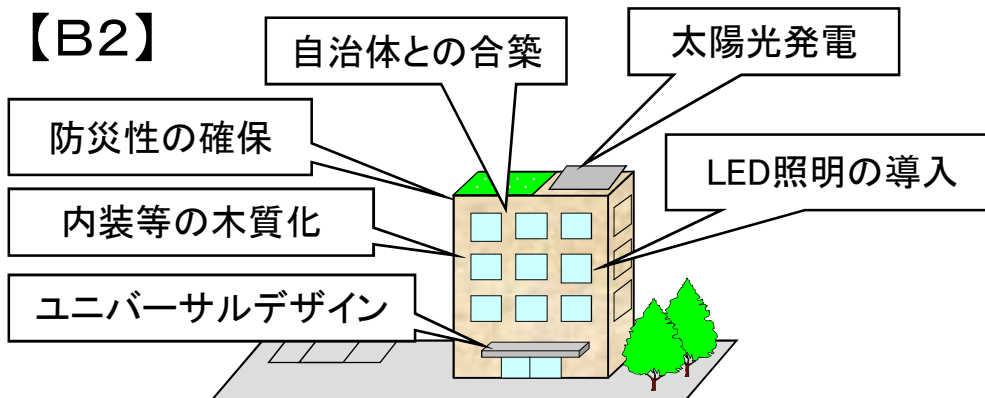 【B2】
自治体との合築
太陽光発電
防災性の確保
LED照明の導入
内装等の木質化
ユニバーサルデザイン